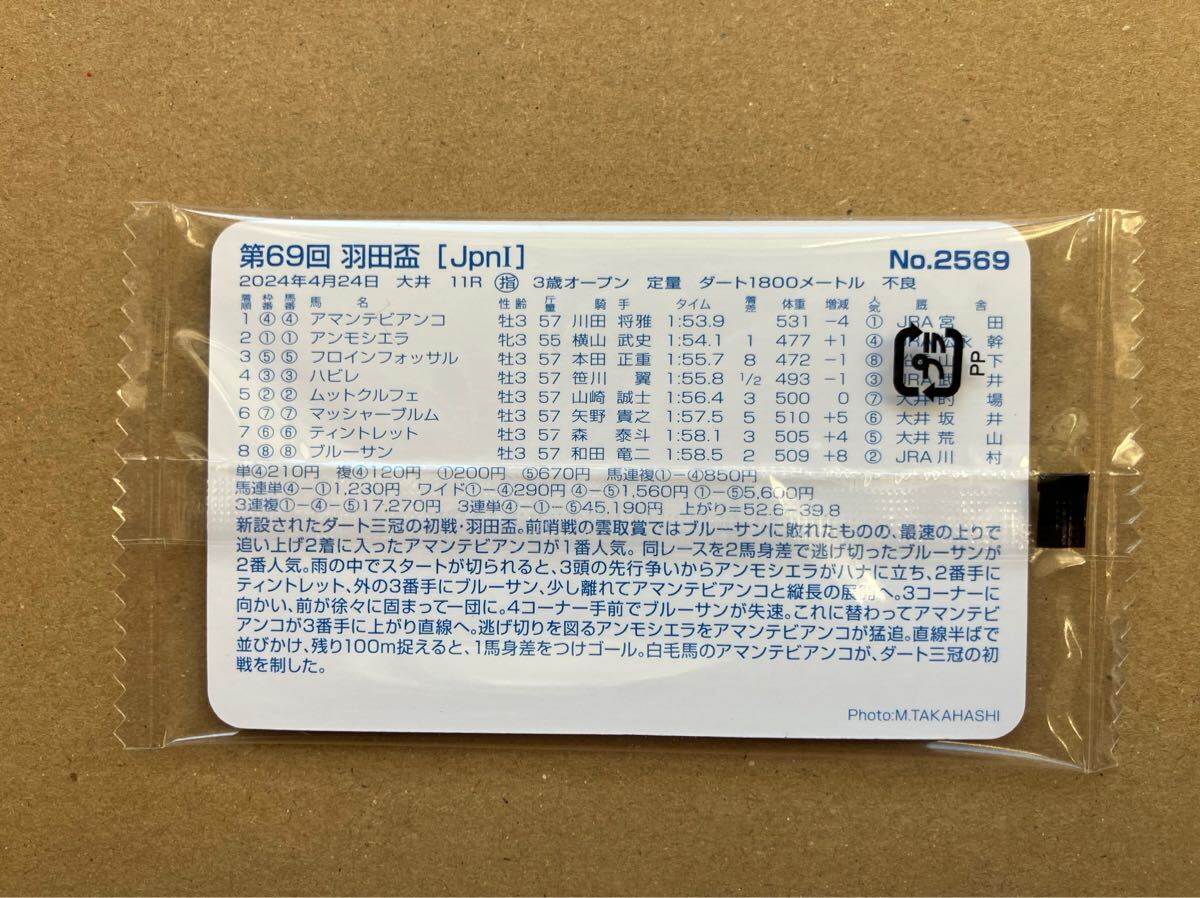 第69回 羽田盃 [JpnI] No.2569
2024年4月24日 大井 11R 指 3歳オープン 定量 ダート1800メートル 不良
着順 枠番 馬番 馬名 性齢 斤量 騎手 タイム 着差 体重 増減 人気 厩舎
1 ④ ④ アマンテビアンコ 牡3 57 川田 将雅 1:53.9 531 -4 ① JRA 宮田
2 ① ① アンモシエラ 牝3 55 横山 武史 1:54.1 1 477 +1 ④ 永 幹
3 ⑤ ⑤ フロインフォッサル 牡3 57 本田 正重 1:55.7 8 472 -1 ⑧ 山下
4 ③ ③ ハビレ 牡3 57 笹川 翼 1:55.8 1/2 493 -1 ③ JRA 武井
5 ② ② ムットクルフェ 牡3 57 山崎 誠士 1:56.4 3 500 0 ⑦ 大井 的場
6 ⑦ ⑦ マッシャーブルム 牡3 57 矢野 貴之 1:57.5 5 510 +5 ⑥ 大井 坂井
7 ⑥ ⑥ ティントレット 牡3 57 森 泰斗 1:58.1 3 505 +4 ⑤ 大井 荒山
8 ⑧ ⑧ ブルーサン 牡3 57 和田 竜二 1:58.5 2 509 +8 ② JRA 川村
単④210円 複④120円 ①200円 ⑤670円 馬連複①-④850円
馬連単④-①1,230円 ワイド①-④290円 ④-⑤1,560円 ①-⑤5,600円
3連複①-④-⑤17,270円 3連単④-①-⑤45,190円 上がり=52.6-39.8
新設されたダート三冠の初戦・羽田盃。前哨戦の雲取賞ではブルーサンに敗れたものの、最速の上りで
追い上げ2着に入ったアマンテビアンコが1番人気。同レースを2馬身差で逃げ切ったブルーサンが
2番人気。雨の中でスタートが切られると、3頭の先行争いからアンモシエラがハナに立ち、2番手に
ティントレット、外の3番手にブルーサン、少し離れてアマンテビアンコと縦長の展開へ。3コーナーに
向かい、前が徐々に固まって一団に。4コーナー手前でブルーサンが失速。これに替わってアマンテビ
アンコが3番手に上がり直線へ。逃げ切りを図るアンモシエラをアマンテビアンコが猛追。直線半ばで
並びかけ、残り100m捉えると、1馬身差をつけゴール。白毛馬のアマンテビアンコが、ダート三冠の初
戦を制した。
Photo:M.TAKAHASHI
PP